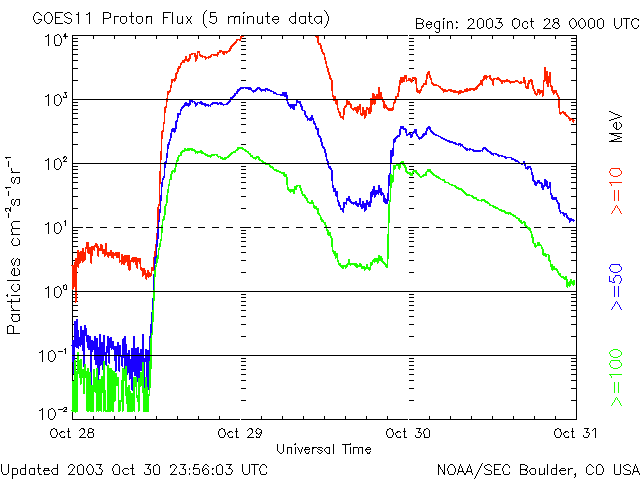 GOES11 Proton Flux (5 minute data)
Begin: 2003 Oct 28 0000 UTC
10⁴
10³
10²
10¹
10⁰
10⁻¹
10⁻²
Particles cm⁻²s⁻¹sr⁻¹
MeV
>=10
>=50
>=100
Oct 28
Oct 29
Oct 30
Oct 31
Universal Time
Updated 2003 Oct 30 23:56:03 UTC
NOAA/SEC Boulder, CO USA